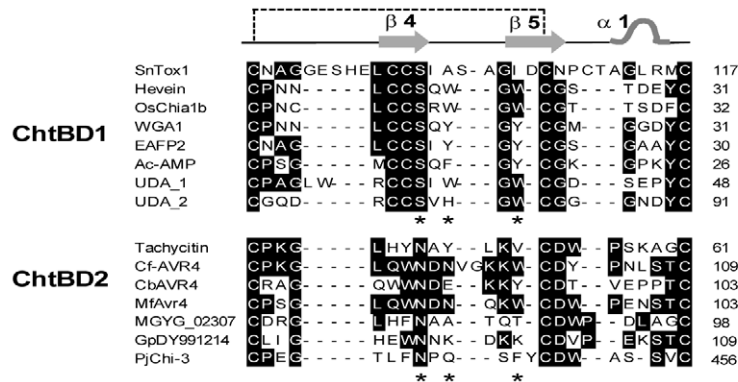 β 4 β 5 α 1
ChtBD1
SnTox1 CNAGGESHELCCSIAS-AGIDCNPCTAGLRMC 117
Hevein CPNN-----LCCSQW---GW-CGS---TDEYC 31
OsChia1b CPNC-----LCCSRW---GW-CGT---TSDFC 32
WGA1 CPNN-----LCCSQY---GY-CGM---GGDYC 31
EAFP2 CNAG-----LCCSIY---GY-CGS---GAAYC 30
Ac-AMP CPSG-----MCCSQF---GY-CGK---GPKYC 26
UDA_1 CPAGLW---RCCSIW---GW-CGD---SEPYC 48
UDA_2 CGQD-----RCCSVH---GW-CGG---GNDYC 91
* * *
ChtBD2
Tachycitin CPKG-----LHYNAY--LKV-CDW--PSKAGC 61
Cf-AVR4 CPKG-----LQWNDNVGKKW-CDY--PNLSTC 109
CbAVR4 CRAG-----QWWNDE--KKY-CDT--VEPPTC 103
MfAvr4 CPSG-----LQWNDN--QKW-CDW--PENSTC 103
MGYG_02307 CDRG-----LHFNAA--TQT-CDWP--DLAGC 98
GpDY991214 CLIG-----HEWNNK--DKK-CDVP--EKSTC 109
PjChi-3 CPEG-----TLFNPQ---SFYCDW--AS-SVC 456
* * *